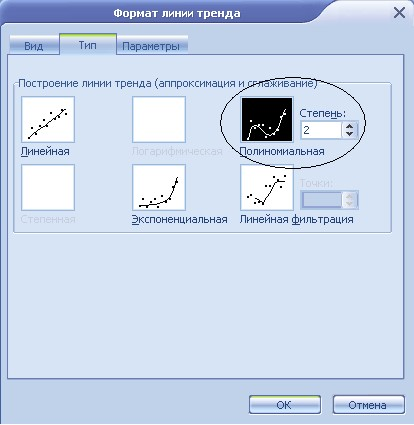 Формат линии тренда
Вид Тип Параметры
Построение линии тренда (аппроксимация и сглаживание)
Степень:
2
Линейная Логарифмическая Полиномиальная
Точки:
Степенная Экспоненциальная Линейная фильтрация
OK Отмена